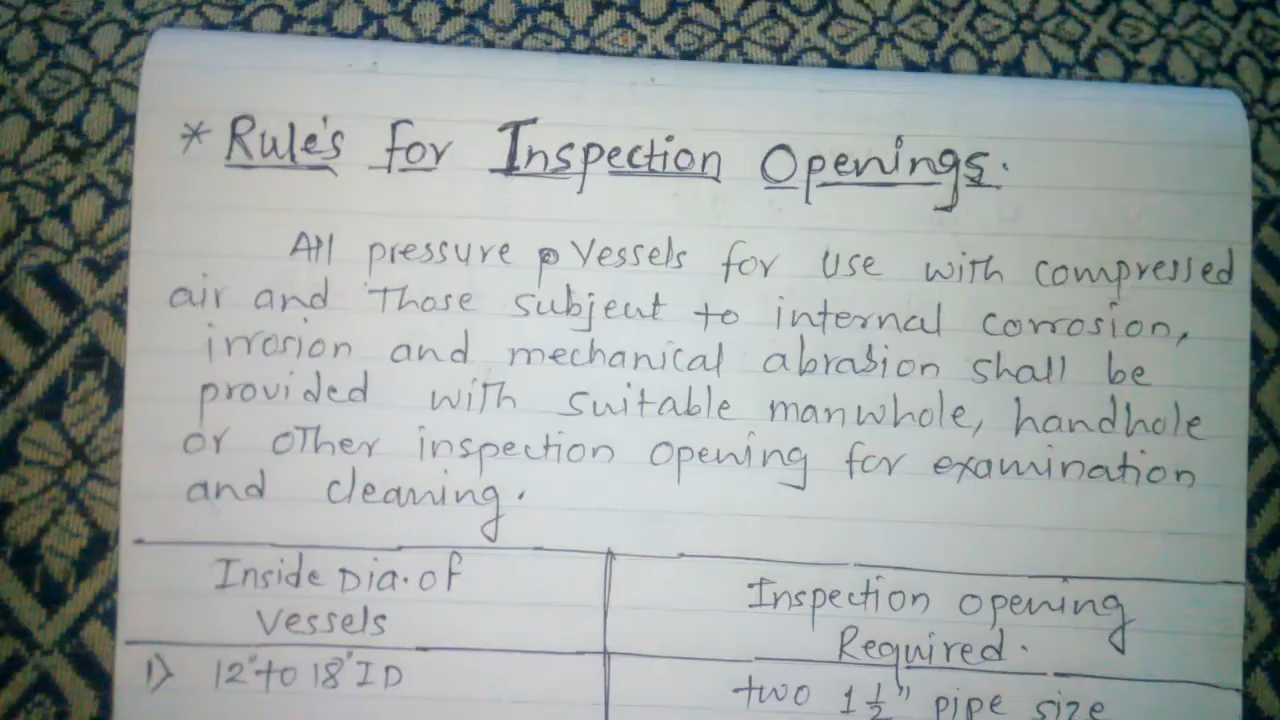 * Rule's for Inspection Openings.
All pressure Vessels for use with compressed
air and Those subject to internal corrosion,
irrosion and mechanical abrasion shall be
provided with suitable manwhole, handhole
or other inspection opening for examination
and cleaning.
Inside Dia. of
Vessels
Inspection opening
Required.
1) 12" to 18" ID
two 1 1/2" pipe size